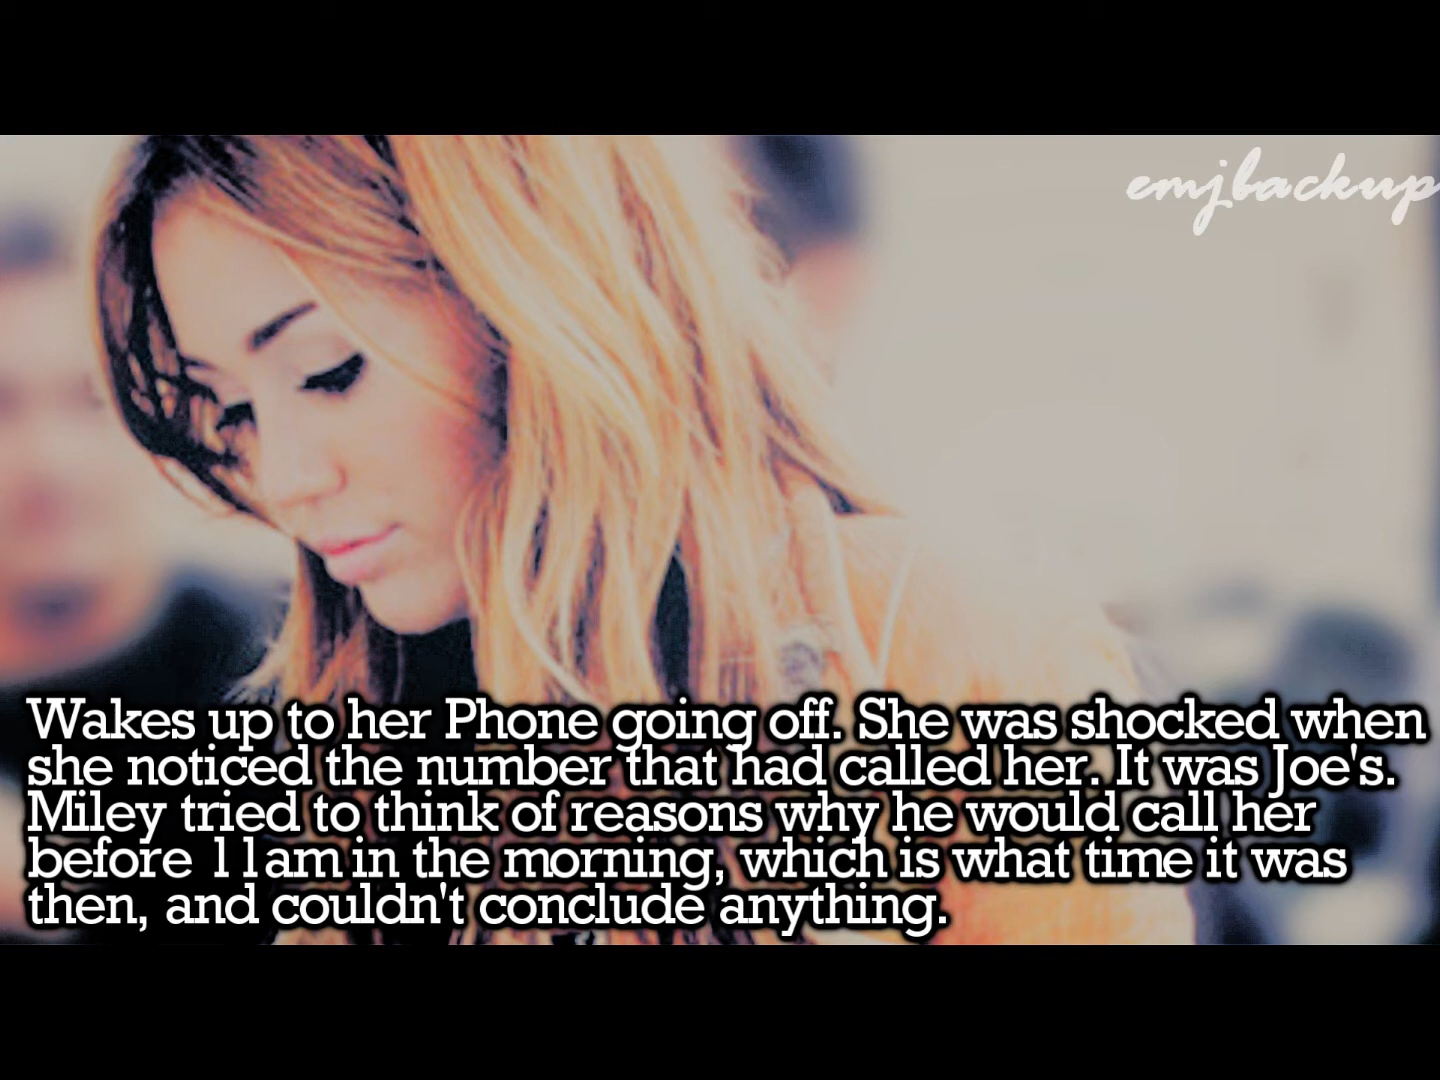 emjbackup
Wakes up to her Phone going off. She was shocked when
she noticed the number that had called her. It was Joe's.
Miley tried to think of reasons why he would call her
before 11am in the morning, which is what time it was
then, and couldn't conclude anything.